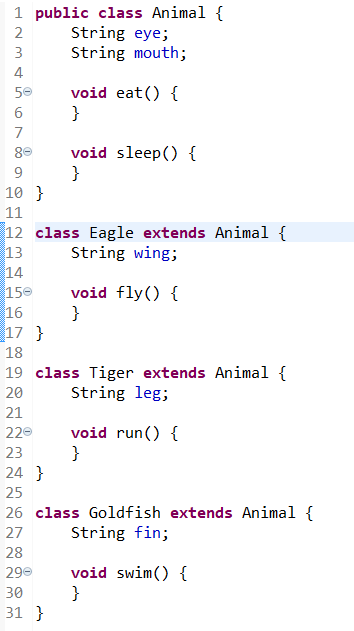 1 public class Animal {
2     String eye;
3     String mouth;
4
5     void eat() {
6     }
7
8     void sleep() {
9     }
10 }
11
12 class Eagle extends Animal {
13     String wing;
14
15     void fly() {
16     }
17 }
18
19 class Tiger extends Animal {
20     String leg;
21
22     void run() {
23     }
24 }
25
26 class Goldfish extends Animal {
27     String fin;
28
29     void swim() {
30     }
31 }